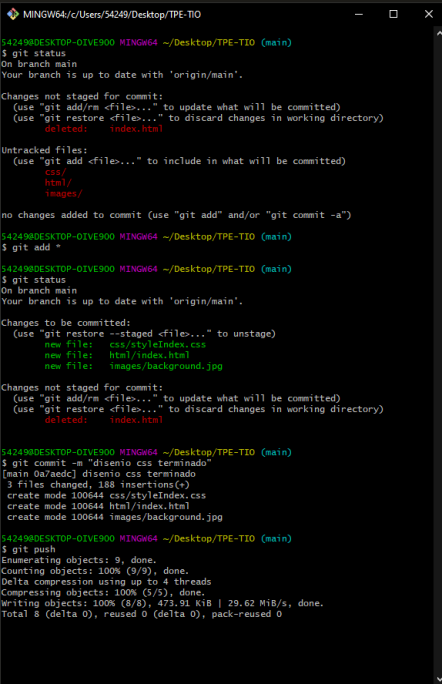 MINGW64:/c/Users/54249/Desktop/TPE-TIO
54249@DESKTOP-OIVE9OO MINGW64 ~/Desktop/TPE-TIO (main)
$ git status
On branch main
Your branch is up to date with 'origin/main'.
Changes not staged for commit:
(use "git add/rm <file>..." to update what will be committed)
(use "git restore <file>..." to discard changes in working directory)
deleted: index.html
Untracked files:
(use "git add <file>..." to include in what will be committed)
css/
html/
images/
no changes added to commit (use "git add" and/or "git commit -a")
54249@DESKTOP-OIVE9OO MINGW64 ~/Desktop/TPE-TIO (main)
$ git add *
54249@DESKTOP-OIVE9OO MINGW64 ~/Desktop/TPE-TIO (main)
$ git status
On branch main
Your branch is up to date with 'origin/main'.
Changes to be committed:
(use "git restore --staged <file>..." to unstage)
new file: css/styleIndex.css
new file: html/index.html
new file: images/background.jpg
Changes not staged for commit:
(use "git add/rm <file>..." to update what will be committed)
(use "git restore <file>..." to discard changes in working directory)
deleted: index.html
54249@DESKTOP-OIVE9OO MINGW64 ~/Desktop/TPE-TIO (main)
$ git commit -m "disenio css terminado"
[main 0a7aedc] disenio css terminado
3 files changed, 188 insertions(+)
create mode 100644 css/styleIndex.css
create mode 100644 html/index.html
create mode 100644 images/background.jpg
54249@DESKTOP-OIVE9OO MINGW64 ~/Desktop/TPE-TIO (main)
$ git push
Enumerating objects: 9, done.
Counting objects: 100% (9/9), done.
Delta compression using up to 4 threads
Compressing objects: 100% (5/5), done.
Writing objects: 100% (8/8), 473.91 KiB | 29.62 MiB/s, done.
Total 8 (delta 0), reused 0 (delta 0), pack-reused 0